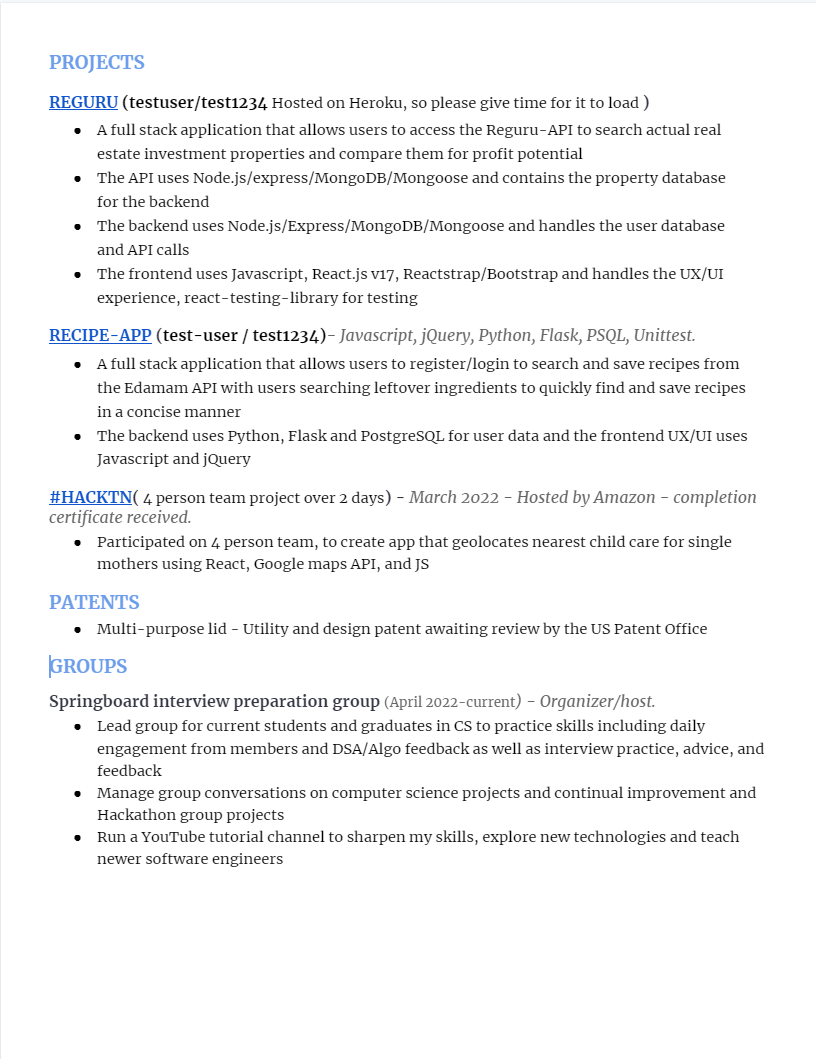 PROJECTS
REGURU (testuser/test1234 Hosted on Heroku, so please give time for it to load )
● A full stack application that allows users to access the Reguru-API to search actual real
estate investment properties and compare them for profit potential
● The API uses Node.js/express/MongoDB/Mongoose and contains the property database
for the backend
● The backend uses Node.js/Express/MongoDB/Mongoose and handles the user database
and API calls
● The frontend uses Javascript, React.js v17, Reactstrap/Bootstrap and handles the UX/UI
experience, react-testing-library for testing
RECIPE-APP (test-user / test1234)- Javascript, jQuery, Python, Flask, PSQL, Unittest.
● A full stack application that allows users to register/login to search and save recipes from
the Edamam API with users searching leftover ingredients to quickly find and save recipes
in a concise manner
● The backend uses Python, Flask and PostgreSQL for user data and the frontend UX/UI uses
Javascript and jQuery
#HACKTN( 4 person team project over 2 days) - March 2022 - Hosted by Amazon - completion
certificate received.
● Participated on 4 person team, to create app that geolocates nearest child care for single
mothers using React, Google maps API, and JS
PATENTS
● Multi-purpose lid - Utility and design patent awaiting review by the US Patent Office
GROUPS
Springboard interview preparation group (April 2022-current) - Organizer/host.
● Lead group for current students and graduates in CS to practice skills including daily
engagement from members and DSA/Algo feedback as well as interview practice, advice, and
feedback
● Manage group conversations on computer science projects and continual improvement and
Hackathon group projects
● Run a YouTube tutorial channel to sharpen my skills, explore new technologies and teach
newer software engineers